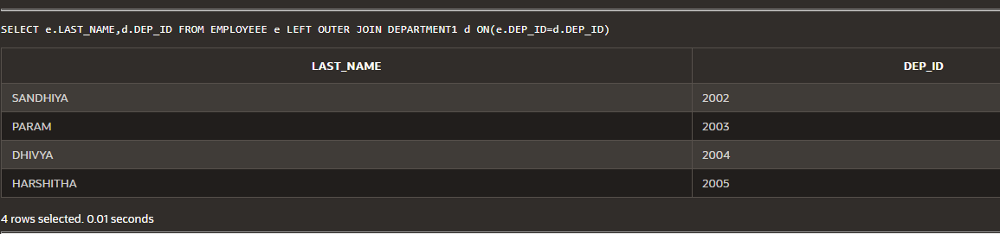 SELECT e.LAST_NAME,d.DEP_ID FROM EMPLOYEEE e LEFT OUTER JOIN DEPARTMENT1 d ON(e.DEP_ID=d.DEP_ID)
LAST_NAME DEP_ID
SANDHIYA 2002
PARAM 2003
DHIVYA 2004
HARSHITHA 2005
4 rows selected. 0.01 seconds